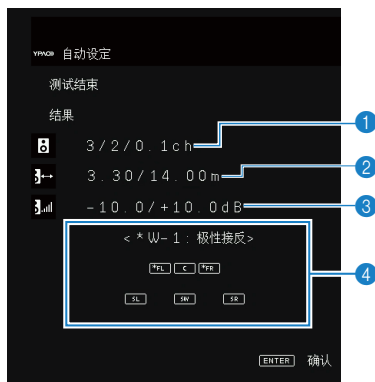 YPAO 自动设定
测试结束
结果
3/2/0.1ch
3.30/14.00m
-10.0/+10.0dB
<*W-1:极性接反>
*FL C *FR
SL SW SR
ENTER 确认
1
2
3
4